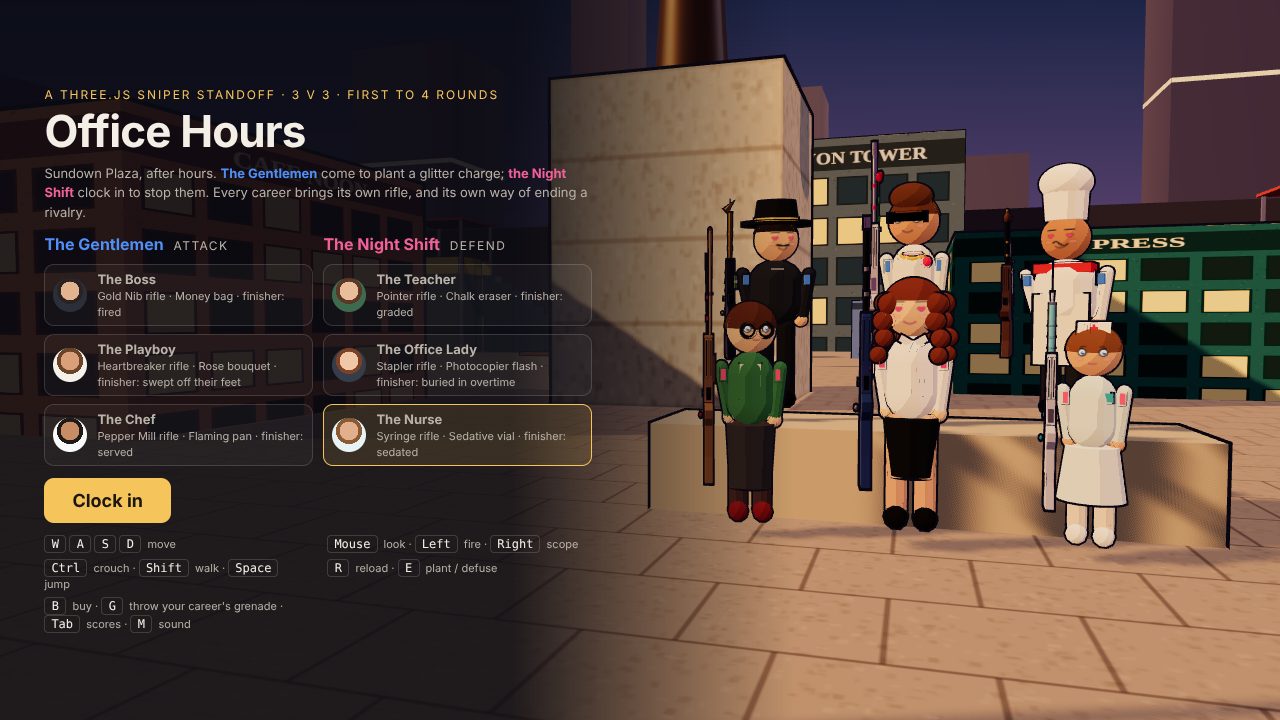 A THREE.JS SNIPER STANDOFF · 3 V 3 · FIRST TO 4 ROUNDS
Office Hours
Sundown Plaza, after hours. The Gentlemen come to plant a glitter charge; the Night
Shift clock in to stop them. Every career brings its own rifle, and its own way of ending a
rivalry.
The Gentlemen ATTACK
The Boss
Gold Nib rifle · Money bag · finisher:
fired
The Playboy
Heartbreaker rifle · Rose bouquet ·
finisher: swept off their feet
The Chef
Pepper Mill rifle · Flaming pan · finisher:
served
The Night Shift DEFEND
The Teacher
Pointer rifle · Chalk eraser · finisher:
graded
The Office Lady
Stapler rifle · Photocopier flash ·
finisher: buried in overtime
The Nurse
Syringe rifle · Sedative vial · finisher:
sedated
Clock in
W A S D move
Mouse look · Left fire · Right scope
Ctrl crouch · Shift walk · Space
jump
R reload · E plant / defuse
B buy · G throw your career's grenade ·
Tab scores · M sound
TOWER
PRESS